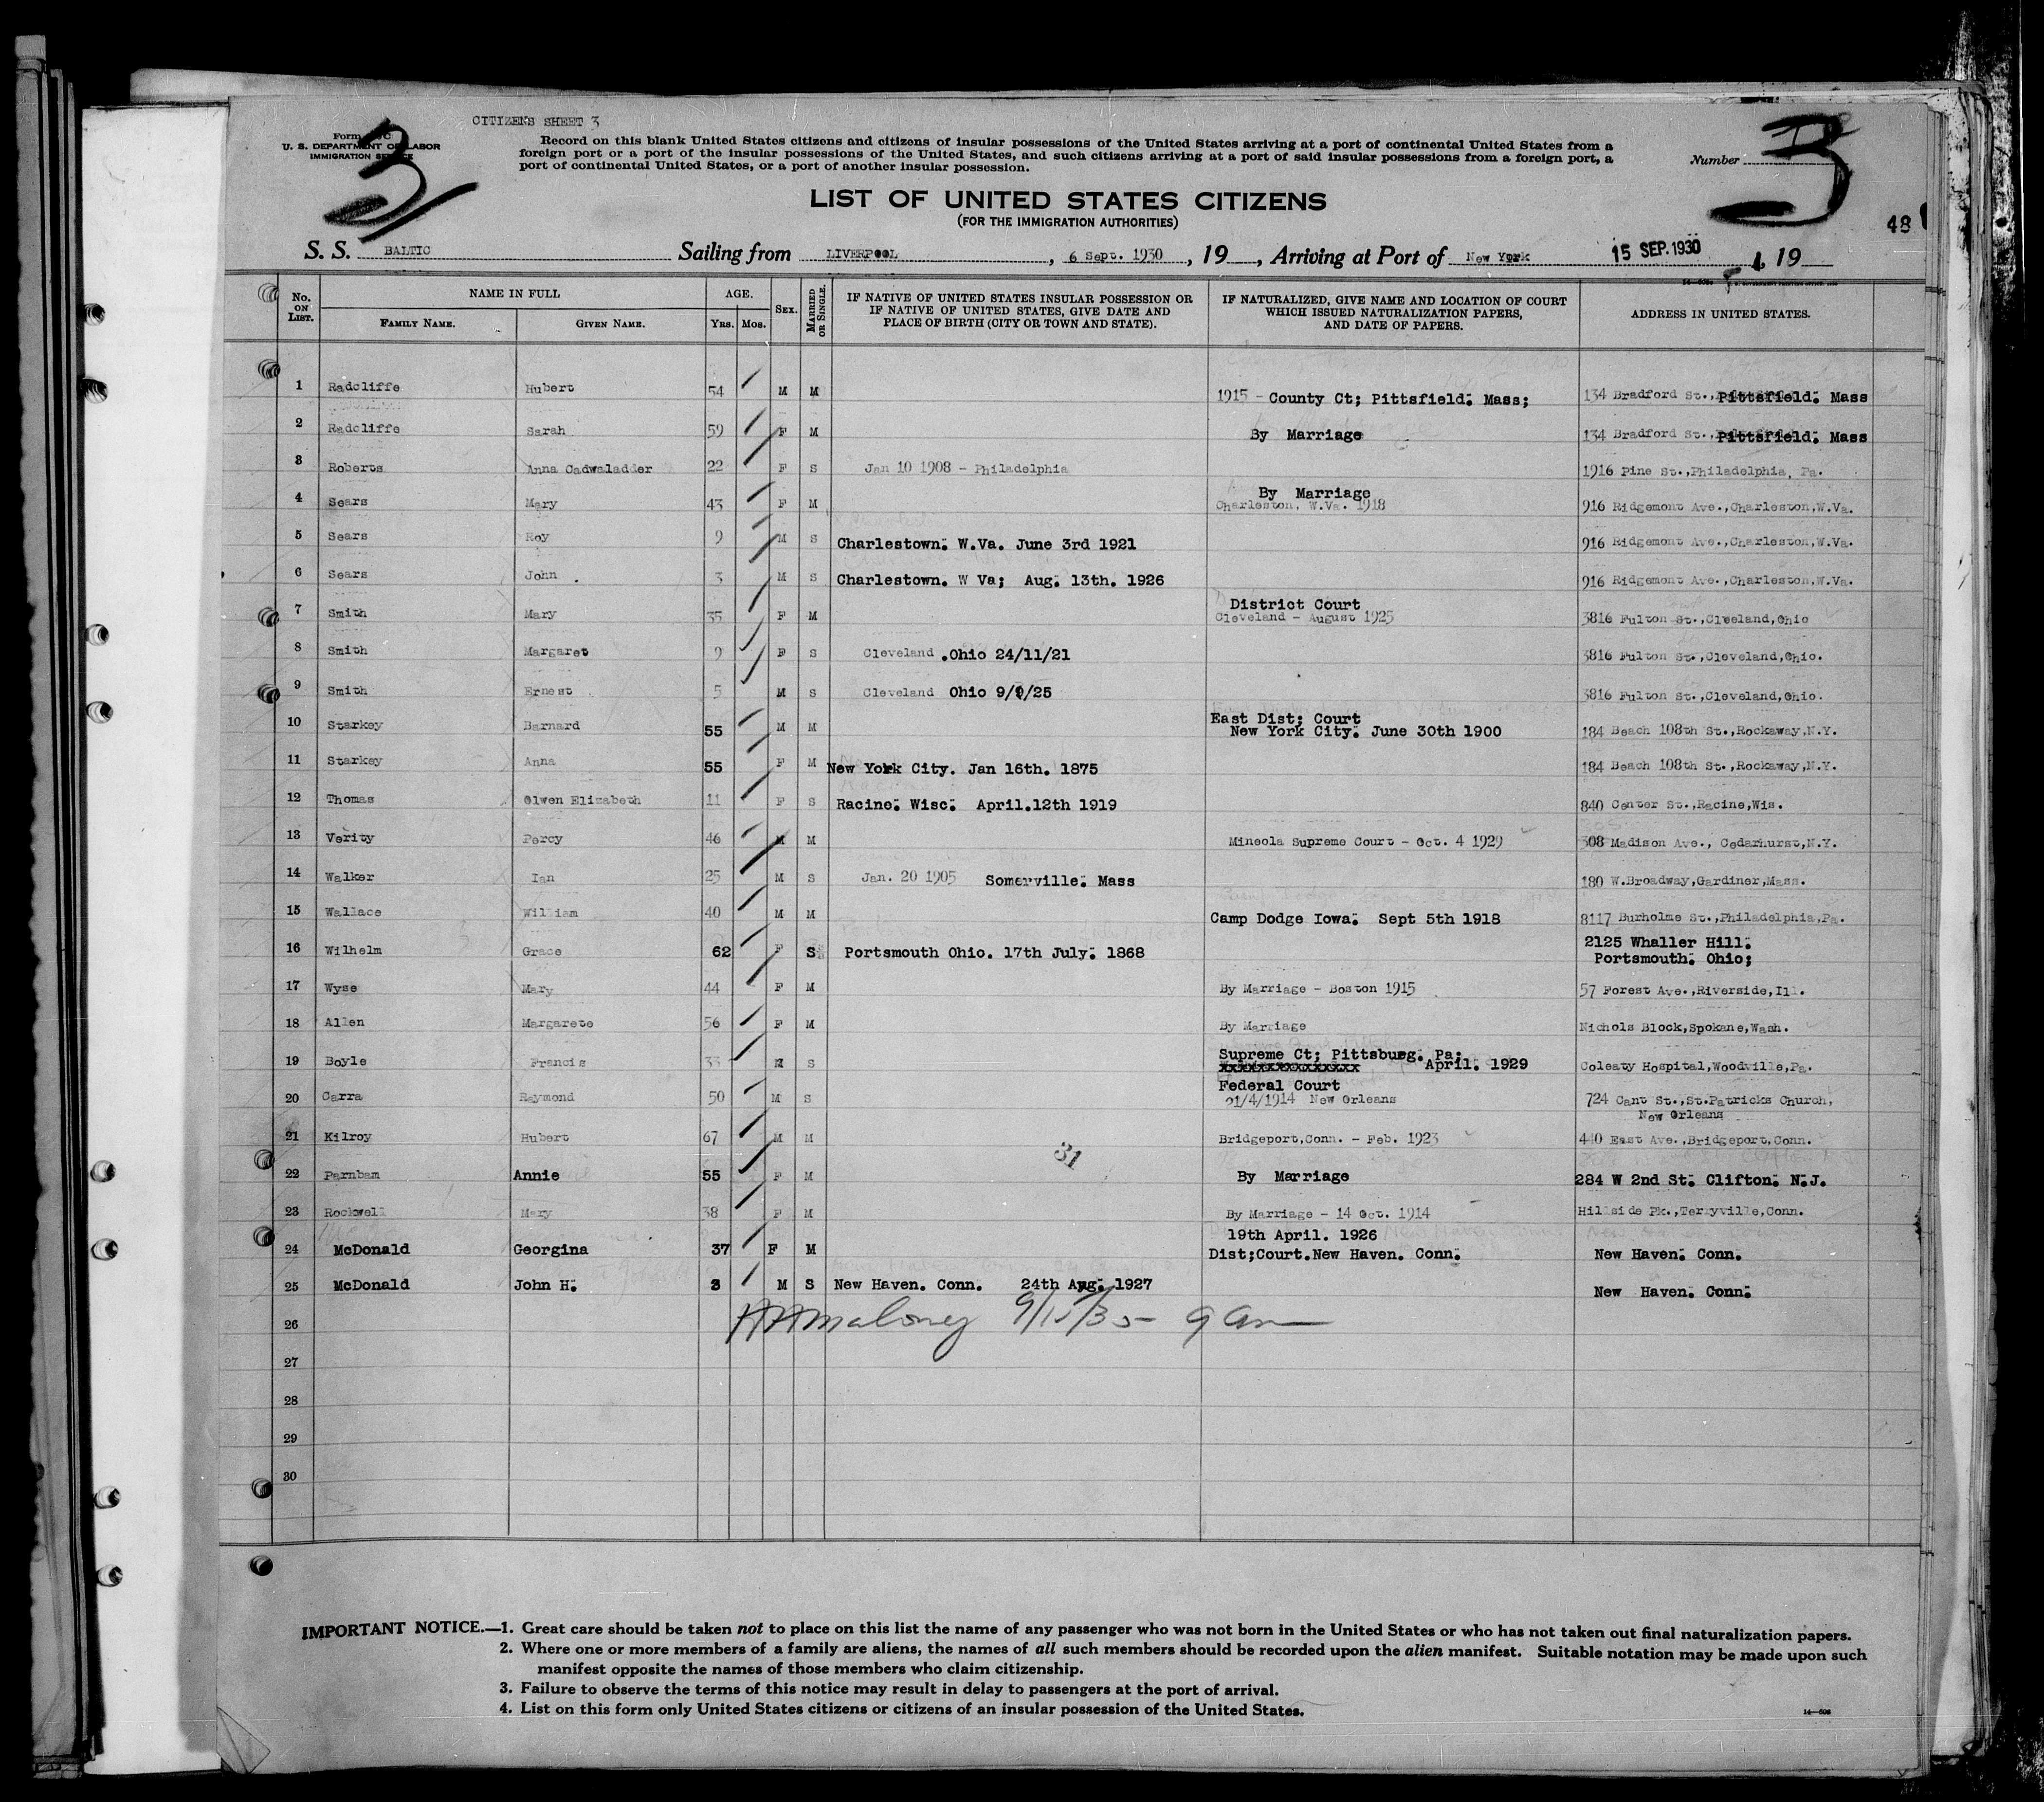 CITIZENS SHEET 3
Form
U. S. DEPARTMENT OF LABOR
IMMIGRATION SERVICE
3
Record on this blank United States citizens and citizens of insular possessions of the United States arriving at a port of continental United States from a
foreign port or a port of the insular possessions of the United States, and such citizens arriving at a port of said insular possessions from a foreign port, a
port of continental United States, or a port of another insular possession.
Number
3
LIST OF UNITED STATES CITIZENS
(FOR THE IMMIGRATION AUTHORITIES)
48
S. S. BALTIC Sailing from LIVERPOOL, 6 Sept. 1930, 19, Arriving at Port of New York 15 SEP. 1930, 19
No. ON LIST. NAME IN FULL FAMILY NAME. GIVEN NAME. AGE. YRS. MOS. SEX. MARRIED OR SINGLE. IF NATIVE OF UNITED STATES INSULAR POSSESSION OR IF NATIVE OF UNITED STATES, GIVE DATE AND PLACE OF BIRTH (CITY OR TOWN AND STATE). IF NATURALIZED, GIVE NAME AND LOCATION OF COURT WHICH ISSUED NATURALIZATION PAPERS, AND DATE OF PAPERS. ADDRESS IN UNITED STATES.
1 Radcliffe Hubert 54 M M 1915 - County Ct; Pittsfield. Mass; 134 Bradford St., Pittsfield. Mass
2 Radcliffe Sarah 59 F M By Marriage 134 Bradford St., Pittsfield. Mass
3 Roberts Anna Cadwaladder 22 F S Jan 10 1908 - Philadelphia 1916 Pine St.,Philadelphia, Pa.
4 Sears Mary 43 F M By Marriage Charleston, W.Va. 1918 916 Ridgemont Ave.,Charleston,W.Va.
5 Sears Roy 9 M S Charlestown. W.Va. June 3rd 1921 916 Ridgemont Ave.,Charleston,W.Va.
6 Sears John . 3 M S Charlestown. W Va; Aug. 13th. 1926 916 Ridgemont Ave.,Charleston,W.Va.
7 Smith Mary 35 F M District Court Cleveland - August 1925 3816 Fulton St.,Clveland,Ohio
8 Smith Margaret 9 F S Cleveland .Ohio 24/11/21 3816 Fulton St.,Cleveland,Ohio.
9 Smith Ernest 5 M S Cleveland Ohio 9/9/25 3816 Fulton St.,Cleveland,Ohio.
10 Starkey Barnard 55 M M East Dist; Court New York City. June 30th 1900 184 Beach 108th St.,Rockaway,N.Y.
11 Starkey Anna 55 F M New York City. Jan 16th. 1875 184 Beach 108th St.,Rockaway,N.Y.
12 Thomas Olwen Elizabeth 11 F S Racine. Wisc. April.12th 1919 840 Center St.,Racine,Wis.
13 Verity Percy 46 M M Mineola Supreme Court - Oct. 4 1929 308 Madison Ave., Cedarhurst,N.Y.
14 Walker Ian 25 M S Jan. 20 1905 Somerville. Mass 180 W.Broadway,Gardiner,Mass.
15 Wallace William 40 M M Camp Dodge Iowa. Sept 5th 1918 8117 Burholme St.,Philadelphia,Pa.
16 Wilhelm Grace 62 F S Portsmouth Ohio. 17th July. 1868 2125 Whaller Hill. Portsmouth. Ohio;
17 Wyse Mary 44 F M By Marriage - Boston 1915 57 Forest Ave.,Riverside,Ill.
18 Allen Margarete 56 F M By Marriage Nichols Block,Spokane,Wash.
19 Boyle Francis 33 M S Supreme Ct; Pittsburg. Pa; xxxxxxxxxxxxxxxx April. 1929 Coleaty Hospital,Woodville,Pa.
20 Carra Raymond 50 M S Federal Court 21/4/1914 New Orleans 724 Cant St.,St.Patricks Church, New Orleans
21 Kilroy Hubert 67 M M Bridgeport,Conn. - Feb. 1923 440 East Ave.,Bridgeport,Conn.
31
22 Parnbam Annie 55 F M By Marriage 284 W 2nd St. Clifton. N.J.
23 Rockwell Mary 38 F M By Marriage - 14 Oct. 1914 Hillside Pk.,Terryville,Conn.
24 McDonald Georgina 37 F M 19th April. 1926 Dist;Court.New Haven. Conn. New Haven. Conn.
25 McDonald John H. 3 M S New Haven. Conn. 24th Aug. 1927 New Haven. Conn.
26 Maloney 9 am
27
28
29
30
IMPORTANT NOTICE.—1. Great care should be taken not to place on this list the name of any passenger who was not born in the United States or who has not taken out final naturalization papers.
2. Where one or more members of a family are aliens, the names of all such members should be recorded upon the alien manifest. Suitable notation may be made upon such
manifest opposite the names of those members who claim citizenship.
3. Failure to observe the terms of this notice may result in delay to passengers at the port of arrival.
4. List on this form only United States citizens or citizens of an insular possession of the United States.